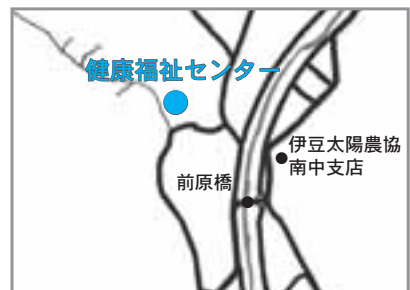 健康福祉センター
伊豆太陽農協
南中支店
前原橋